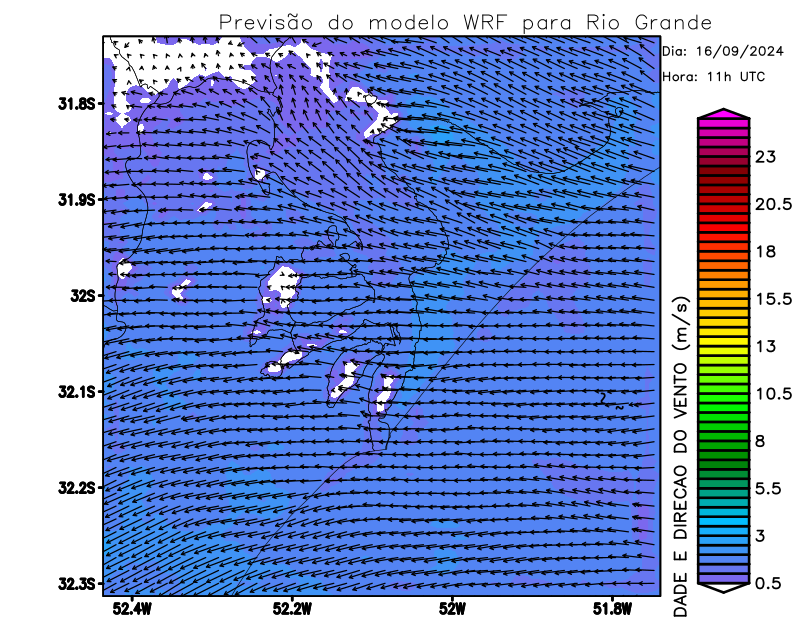 Previsão do modelo WRF para Rio Grande
Dia: 16/09/2024
Hora: 11h UTC
31.8S
31.9S
32S
32.1S
32.2S
32.3S
52.4W
52.2W
52W
51.8W
23
20.5
18
15.5
13
10.5
8
5.5
3
0.5
DADE E DIRECAO DO VENTO (m/s)